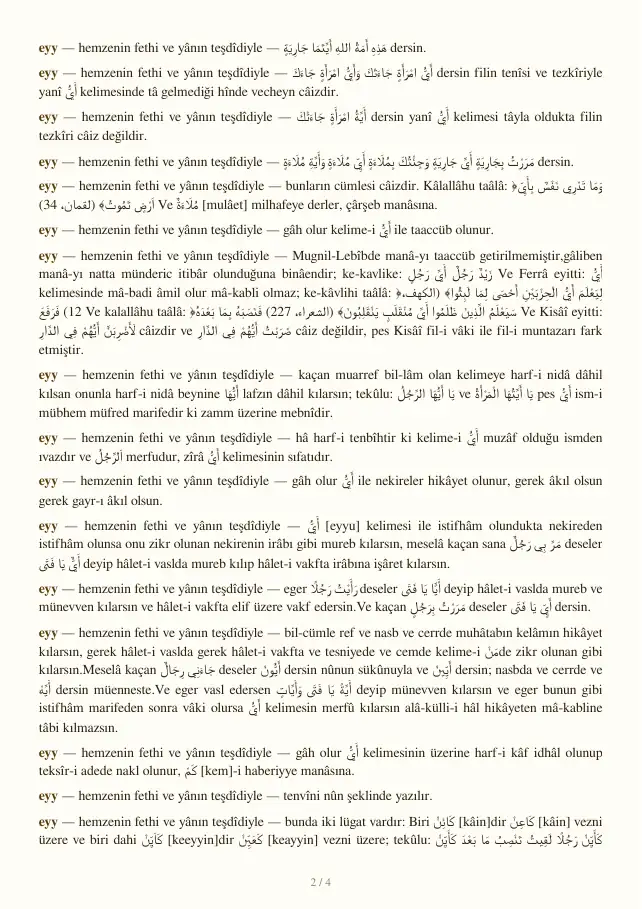 eyy — hemzenin fethi ve yânın teşdîdiyle — هَذِهِ أَمَةُ اللهِ أَيَّتُمَا جَارِيَةٍ dersin.
eyy — hemzenin fethi ve yânın teşdîdiyle — أَيُّ امْرَأَةٍ جَاءَتْكَ وَأَيُّ امْرَأَةٍ جَاءَكَ dersin filin tenîsi ve tezkîriyle
yanî أَيُّ kelimesinde tâ gelmediği hînde vecheyn câizdir.
eyy — hemzenin fethi ve yânın teşdîdiyle — أَيَّةُ امْرَأَةٍ جَاءَتْكَ dersin yanî أَيُّ kelimesi tâyla oldukta filin
tezkîri câiz değildir.
eyy — hemzenin fethi ve yânın teşdîdiyle — مَرَرْتُ بِجَارِيَةٍ أَيِّ جَارِيَةٍ وَجِئْتُكَ بِمُلَاءَةٍ أَيِّ مُلَاءَةٍ وَأَيَّةِ مُلَاءَةٍ dersin.
eyy — hemzenin fethi ve yânın teşdîdiyle — bunların cümlesi câizdir. Kâlallâhu taâlâ: ﴿وَمَا تَدْرِي نَفْسٌ بِأَيِّ
أَرْضٍ تَمُوتُ﴾ (لقمان، 34) Ve مُلَاءَةٌ [mulâet] milhafeye derler, çârşeb manâsına.
eyy — hemzenin fethi ve yânın teşdîdiyle — gâh olur kelime-i أَيُّ ile taaccüb olunur.
eyy — hemzenin fethi ve yânın teşdîdiyle — Mugnil-Lebîbde manâ-yı taaccüb getirilmemiştir,gâliben
manâ-yı natta münderic itibâr olunduğuna binâendir; ke-kavlike: زَيْدٌ رَجُلٌ أَيُّ رَجُلٍ Ve Ferrâ eyitti: أَيُّ
kelimesinde mâ-badi âmil olur mâ-kabli olmaz; ke-kâvlihi taâlâ: ﴿لِيَعْلَمَ أَيُّ الْحِزْبَيْنِ أَحْصَى لِمَا لَبِثُوا﴾ (الكهف،
12) فَرَفَعَ Ve kalallâhu taâlâ: ﴿سَيَعْلَمُ الَّذِينَ ظَلَمُوا أَيَّ مُنْقَلَبٍ يَنْقَلِبُونَ﴾ (الشعراء، 227) فَنَصَبَهُ بِمَا بَعْدَهُ Ve Kisâî eyitti:
لَأَضْرِبَنَّ أَيُّهُمْ فِي الدَّارِ câizdir ve ضَرَبْتُ أَيُّهُمْ فِي الدَّارِ câiz değildir, pes Kisâî fil-i vâki ile fil-i muntazarı fark
etmiştir.
eyy — hemzenin fethi ve yânın teşdîdiyle — kaçan muarref bil-lâm olan kelimeye harf-i nidâ dâhil
kılsan onunla harf-i nidâ beynine أَيُّهَا lafzın dâhil kılarsın; tekûlu: يَا أَيُّهَا الرَّجُلُ ve يَا أَيَّتُهَا الْمَرْأَةُ pes أَيُّ ism-i
mübhem müfred marifedir ki zamm üzerine mebnîdir.
eyy — hemzenin fethi ve yânın teşdîdiyle — hâ harf-i tenbîhtir ki kelime-i أَيُّ muzâf olduğu ismden
ıvazdır ve اَلرَّجُلُ merfudur, zîrâ أَيُّ kelimesinin sıfatıdır.
eyy — hemzenin fethi ve yânın teşdîdiyle — gâh olur أَيُّ ile nekireler hikâyet olunur, gerek âkıl olsun
gerek gayr-ı âkıl olsun.
eyy — hemzenin fethi ve yânın teşdîdiyle — أَيُّ [eyyu] kelimesi ile istifhâm olundukta nekireden
istifhâm olunsa onu zikr olunan nekirenin irâbı gibi mureb kılarsın, meselâ kaçan sana مَرَّ بِي رَجُلٌ deseler
أَيٌّ يَا فَتًى deyip hâlet-i vaslda mureb kılıp hâlet-i vakfta irâbına işâret kılarsın.
eyy — hemzenin fethi ve yânın teşdîdiyle — eger رَأَيْتُ رَجُلًا deseler أَيًّا يَا فَتًى deyip hâlet-i vaslda mureb ve
münevven kılarsın ve hâlet-i vakfta elif üzere vakf edersin.Ve kaçan مَرَرْتُ بِرَجُلٍ deseler أَيٍّ يَا فَتًى dersin.
eyy — hemzenin fethi ve yânın teşdîdiyle — bil-cümle ref ve nasb ve cerrde muhâtabın kelâmın hikâyet
kılarsın, gerek hâlet-i vaslda gerek hâlet-i vakfta ve tesniyede ve cemde kelime-i مَنْde zikr olunan gibi
kılarsın.Meselâ kaçan جَاءَنِي رِجَالٌ deseler أَيُّونْ dersin nûnun sükûnuyla ve أَيِّينْ dersin; nasbda ve cerrde ve
أَيَّهْ dersin müenneste.Ve eger vasl edersen أَيَّةً يَا فَتَى وَأَيَّاتٍ deyip münevven kılarsın ve eger bunun gibi
istifhâm marifeden sonra vâki olursa أَيُّ kelimesin merfû kılarsın alâ-külli-i hâl hikâyeten mâ-kabline
tâbi kılmazsın.
eyy — hemzenin fethi ve yânın teşdîdiyle — gâh olur أَيُّ kelimesinin üzerine harf-i kâf idhâl olunup
teksîr-i adede nakl olunur, كَمْ [kem]-i haberiyye manâsına.
eyy — hemzenin fethi ve yânın teşdîdiyle — tenvîni nûn şeklinde yazılır.
eyy — hemzenin fethi ve yânın teşdîdiyle — bunda iki lügat vardır: Biri كَائِنْ [kâin]dir كَاعِنْ [kâin] vezni
üzere ve biri dahi كَأَيِّنْ [keeyyin]dir كَعَيِّنْ [keayyin] vezni üzere; tekûlu: كَأَيِّنْ رَجُلًا لَقِيتُ تَنْصِبُ مَا بَعْدَ كَأَيِّنْ
2 / 4